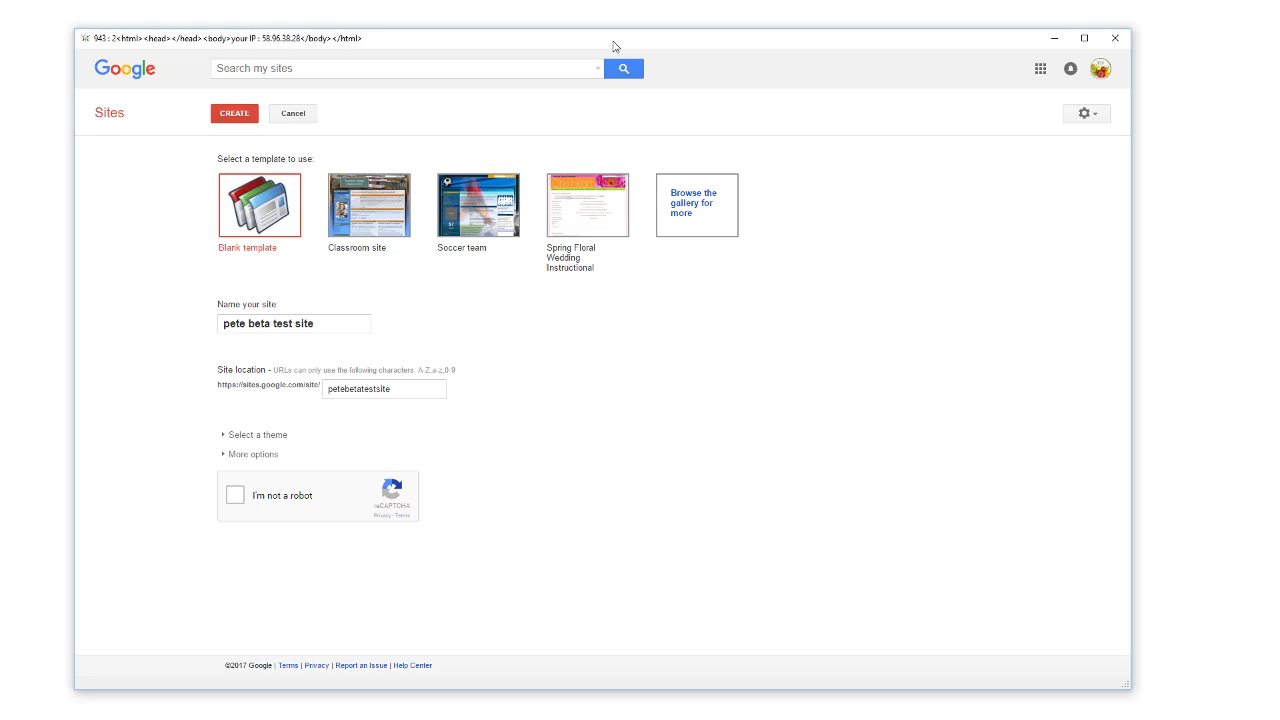 943 : 2<html><head></head><body>your IP : 58.96.38.28</body></html>
Google
Search my sites
Sites
CREATE
Cancel
Select a template to use:
Blank template
Classroom site
Soccer team
Spring Floral
Wedding
Instructional
Browse the
gallery for
more
Name your site:
pete beta test site
Site location - URLs can only use the following characters: A-Z,a-z,0-9
https://sites.google.com/site/
petebetatestsite
Select a theme
More options
I'm not a robot
reCAPTCHA
Privacy - Terms
©2017 Google | Terms | Privacy | Report an Issue | Help Center